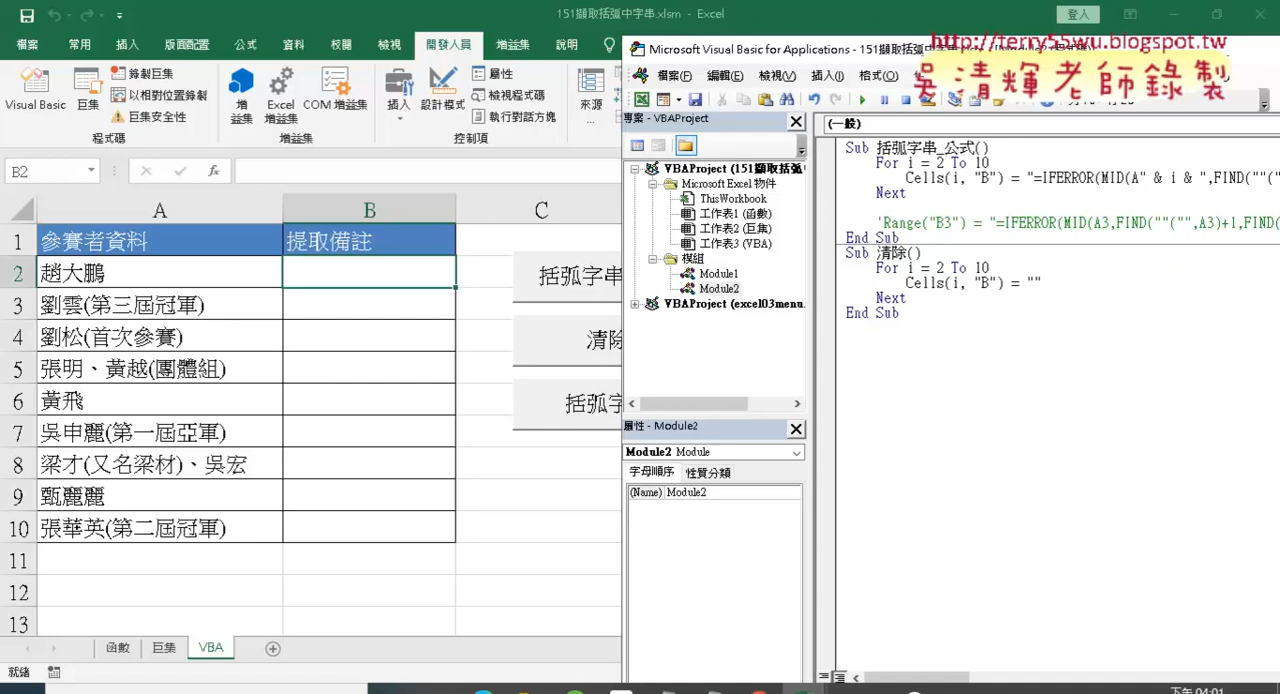 151擷取括弧中字串.xlsm - Excel
登入
檔案 常用 插入 版面配置 公式 資料 校閱 檢視 開發人員 增益集 說明
Visual Basic 巨集 錄製巨集 以相對位置錄製 巨集安全性
程式碼
增益集 Excel 增益集 COM 增益集
增益集
插入 設計模式 屬性 檢視程式碼 執行對話方塊
控制項
來源
Microsoft Visual Basic for Applications - 151擷取括弧中字
http://terry55wu.blogspot.tw
吳清輝老師錄製
檔案(F) 編輯(E) 檢視(V) 插入(I) 格式(O)
B2
fx
A B C
1 參賽者資料 提取備註
2 趙大鵬
3 劉雲(第三屆冠軍)
4 劉松(首次參賽)
5 張明、黃越(團體組)
6 黃飛
7 吳申麗(第一屆亞軍)
8 梁才(又名梁材)、吳宏
9 甄麗麗
10 張華英(第二屆冠軍)
11
12
13
括弧字串
清除
括弧字
函數 巨集 VBA
就緒
專案 - VBAProject
VBAProject (151擷取括弧
Microsoft Excel 物件
ThisWorkbook
工作表1 (函數)
工作表2 (巨集)
工作表3 (VBA)
模組
Module1
Module2
VBAProject (excel03menu.
屬性 - Module2
Module2 Module
字母順序 性質分類
(Name) Module2
(一般)
Sub 括弧字串_公式()
For i = 2 To 10
Cells(i, "B") = "=IFERROR(MID(A" & i & ",FIND(""("
Next
'Range("B3") = "=IFERROR(MID(A3,FIND(""("",A3)+1,FIND(
End Sub
Sub 清除()
For i = 2 To 10
Cells(i, "B") = ""
Next
End Sub
下午 04:01